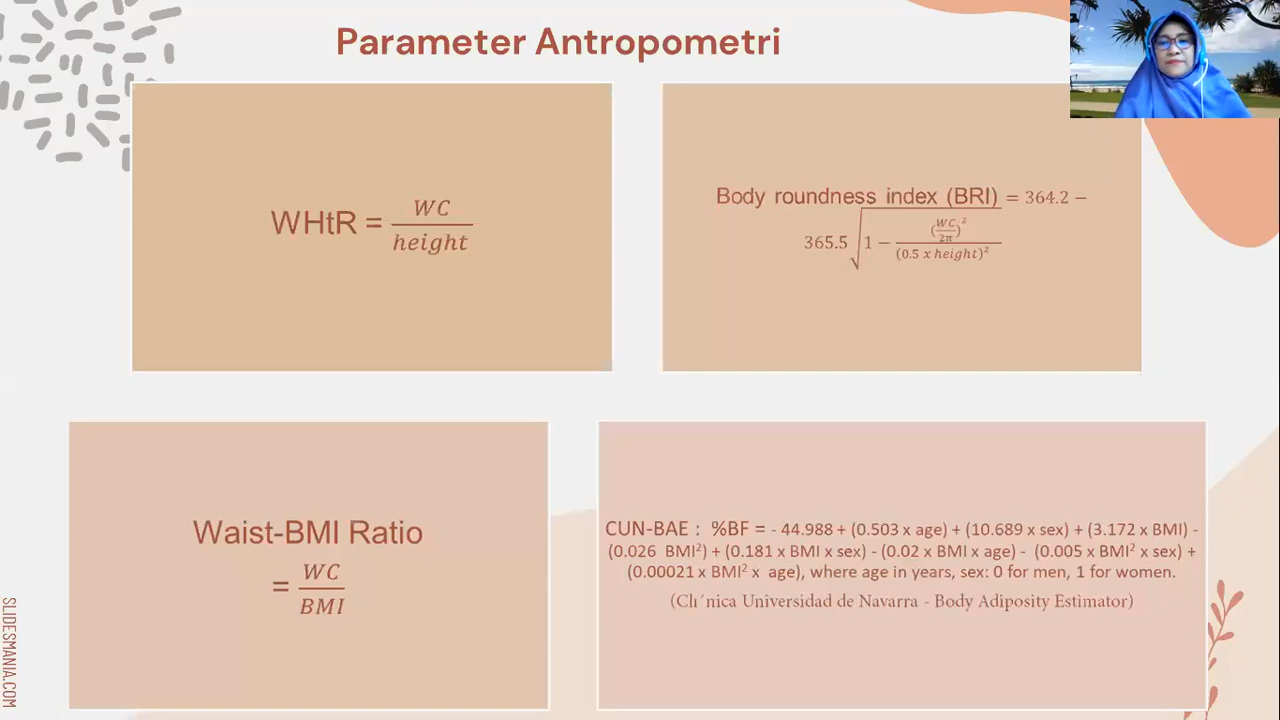 Parameter Antropometri
WHtR = WC / height
Body roundness index (BRI) = 364.2 −
365.5 √(1 − (WC/2π)² / (0.5 x height)²)
Waist-BMI Ratio
= WC / BMI
CUN-BAE : %BF = - 44.988 + (0.503 x age) + (10.689 x sex) + (3.172 x BMI) -
(0.026 BMI²) + (0.181 x BMI x sex) - (0.02 x BMI x age) - (0.005 x BMI² x sex) +
(0.00021 x BMI² x age), where age in years, sex: 0 for men, 1 for women.
(Clı´nica Universidad de Navarra - Body Adiposity Estimator)
SLIDESMANIA.COM